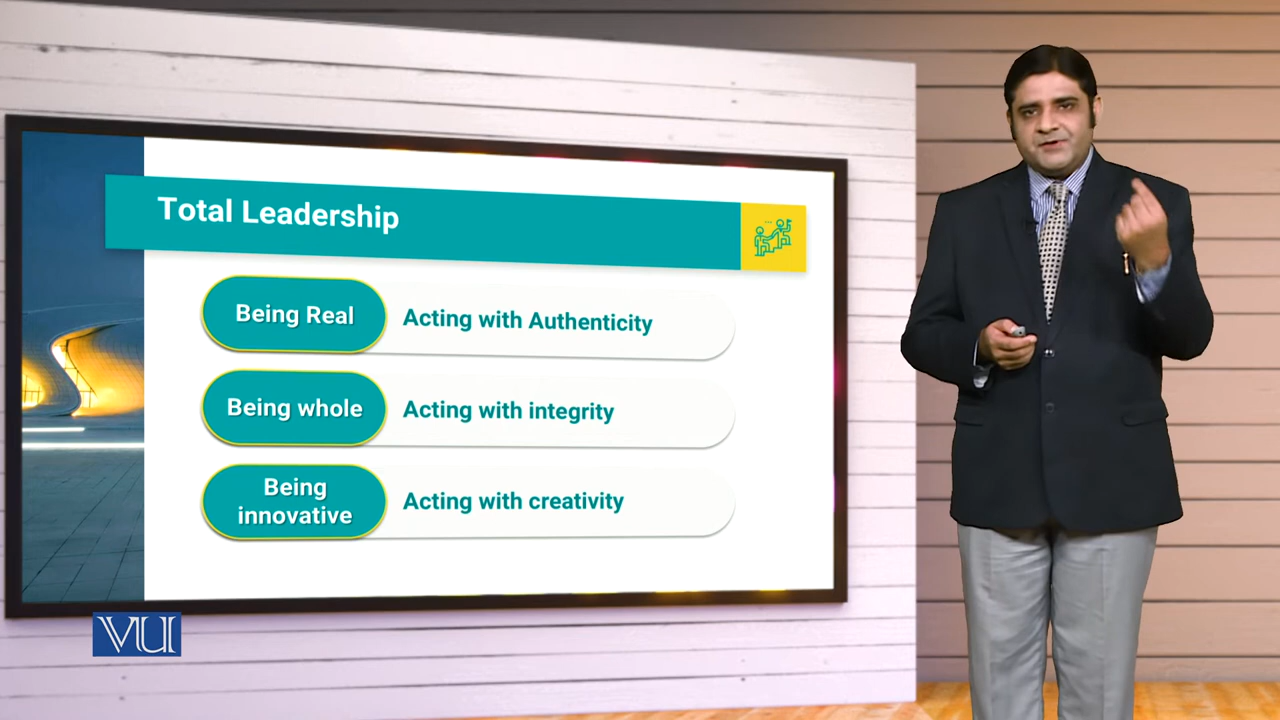 Total Leadership
Being Real
Acting with Authenticity
Being whole
Acting with integrity
Being
innovative
Acting with creativity
VU